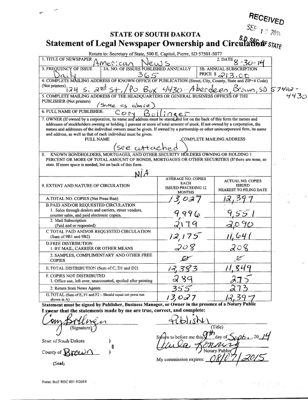 RECEIVED
SEP
S.D. SEC. OF STATE
STATE OF SOUTH DAKOTA
Statement of Legal Newspaper Ownership and Circulation
Return to: Secretary of State, 500 E. Capitol, Pierre, SD 57501-5077
1. TITLE OF NEWSPAPER American News
2. DATE 8-30-14
3. FREQUENCY OF ISSUE Daily
3A. NO. OF ISSUES PUBLISHED ANNUALLY 365
3B. ANNUAL SUBSCRIPTION PRICE $ 213.00
4. COMPLETE MAILING ADDRESS OF KNOWN OFFICE OF PUBLICATION (Street, City, County, State and ZIP+4 Code)
(Not printers) 124 S. 2nd St./Po Box 4430 Aberdeen Brown, SD 57402-4430
5. COMPLETE MAILING ADDRESS OF THE HEADQUARTERS OF GENERAL BUSINESS OFFICES OF THE
PUBLISHER (Not printers) (same as above)
6. FULL NAME OF PUBLISHER: Cory Bollinger
7. OWNER (If owned by a corporation, its name and address must be stated and also on the back of this form the names and
addresses of stockholders owning or holding 1 percent or more of total amount of stock. If not owned by a corporation, the
names and addresses of the individual owners must be given. If owned by a partnership or other unincorporated firm, its name
and address, as well as that of each individual must be given.
FULL NAME COMPLETE MAILING ADDRESS
(see attached)
8. KNOWN BONDHOLDERS, MORTGAGES, AND OTHER SECURITY HOLDERS OWNING OR HOLDING 1
PERCENT OR MORE OF TOTAL AMOUNT OF BONDS, MORTGAGES OR OTHER SECURITIES (If there are none, so
state. If more space is needed, list on back of this form.
N/A
9. EXTENT AND NATURE OF CIRCULATION
AVERAGE NO. COPIES EACH ISSUED PRECEDING 12 MONTHS
ACTUAL NO. COPIES ISSUED NEAREST TO FILING DATE
A. TOTAL NO. COPIES (Net Press Run) 13,027 12,397
B. PAID AND/OR REQUESTED CIRCULATION
1. Sales through dealers and carriers, street vendors,
counter sales, and paid electronic copies. 9,996 9,551
2. Mail Subscription
(Paid and or requested) 2179 2,090
C. TOTAL PAID AND/OR REQUESTED CIRCULATION
(Sum of 9B1 and 9B2) 12,175 11,641
D. FREE DISTRIBUTION
1. BY MAIL, CARRIER OR OTHER MEANS 208 208
2. SAMPLES, COMPLIMENTARY AND OTHER FREE
COPIES
E. TOTAL DISTRIBUTION (Sum of C, D1 and D2) 12,383 11,849
F. COPIES NOT DISTRIBUTED
1. Office use, left over, unaccounted, spoiled after printing 289 275
2. Return from News Agents 355 273
G. TOTAL (Sum of E, F1 and F2 - Should equal net press run
shown in A) 13,027 12,397
Statement must be signed by Publisher, Business Manager, or Owner in the presence of a Notary Public
I swear that the statements made by me are true, correct, and complete:
Publisher
(Signature) (Title)
State of South Dakota
County of Brown
Sworn to before me this 9th day of Sept., 20 14
Notary Public
(Seal)
My commission expires: 08/07/2015